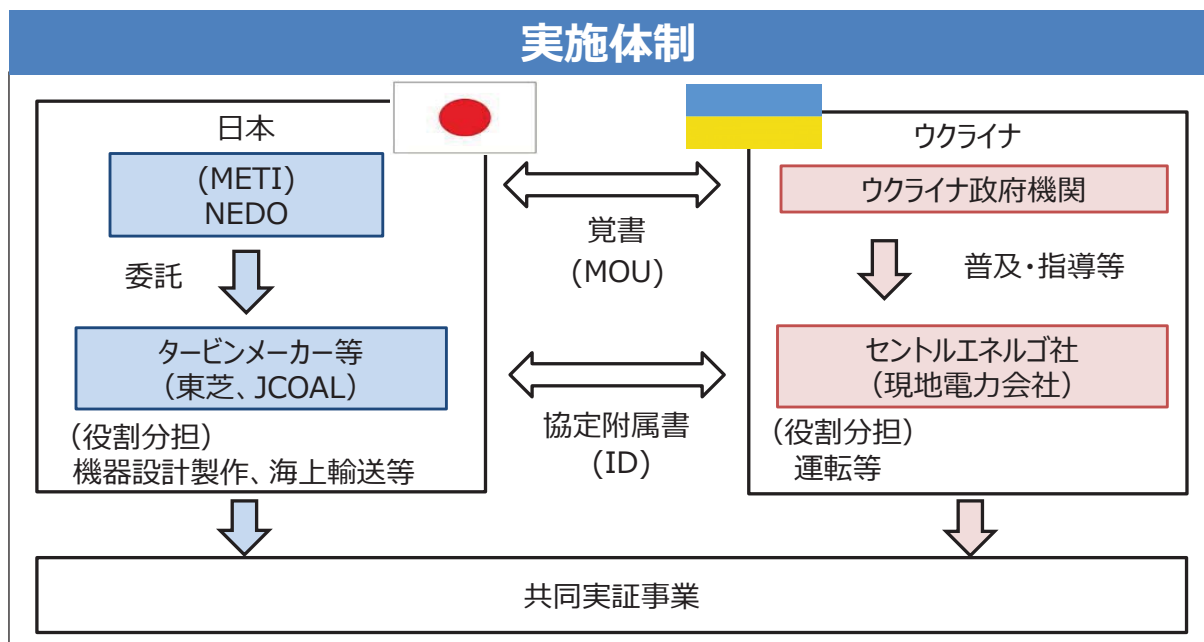 実施体制
日本
(METI)
NEDO
委託
タービンメーカー等
（東芝、JCOAL）
(役割分担)
機器設計製作、海上輸送等
覚書
(MOU)
協定附属書
(ID)
ウクライナ
ウクライナ政府機関
普及・指導等
セントルエネルゴ社
（現地電力会社）
(役割分担)
運転等
共同実証事業